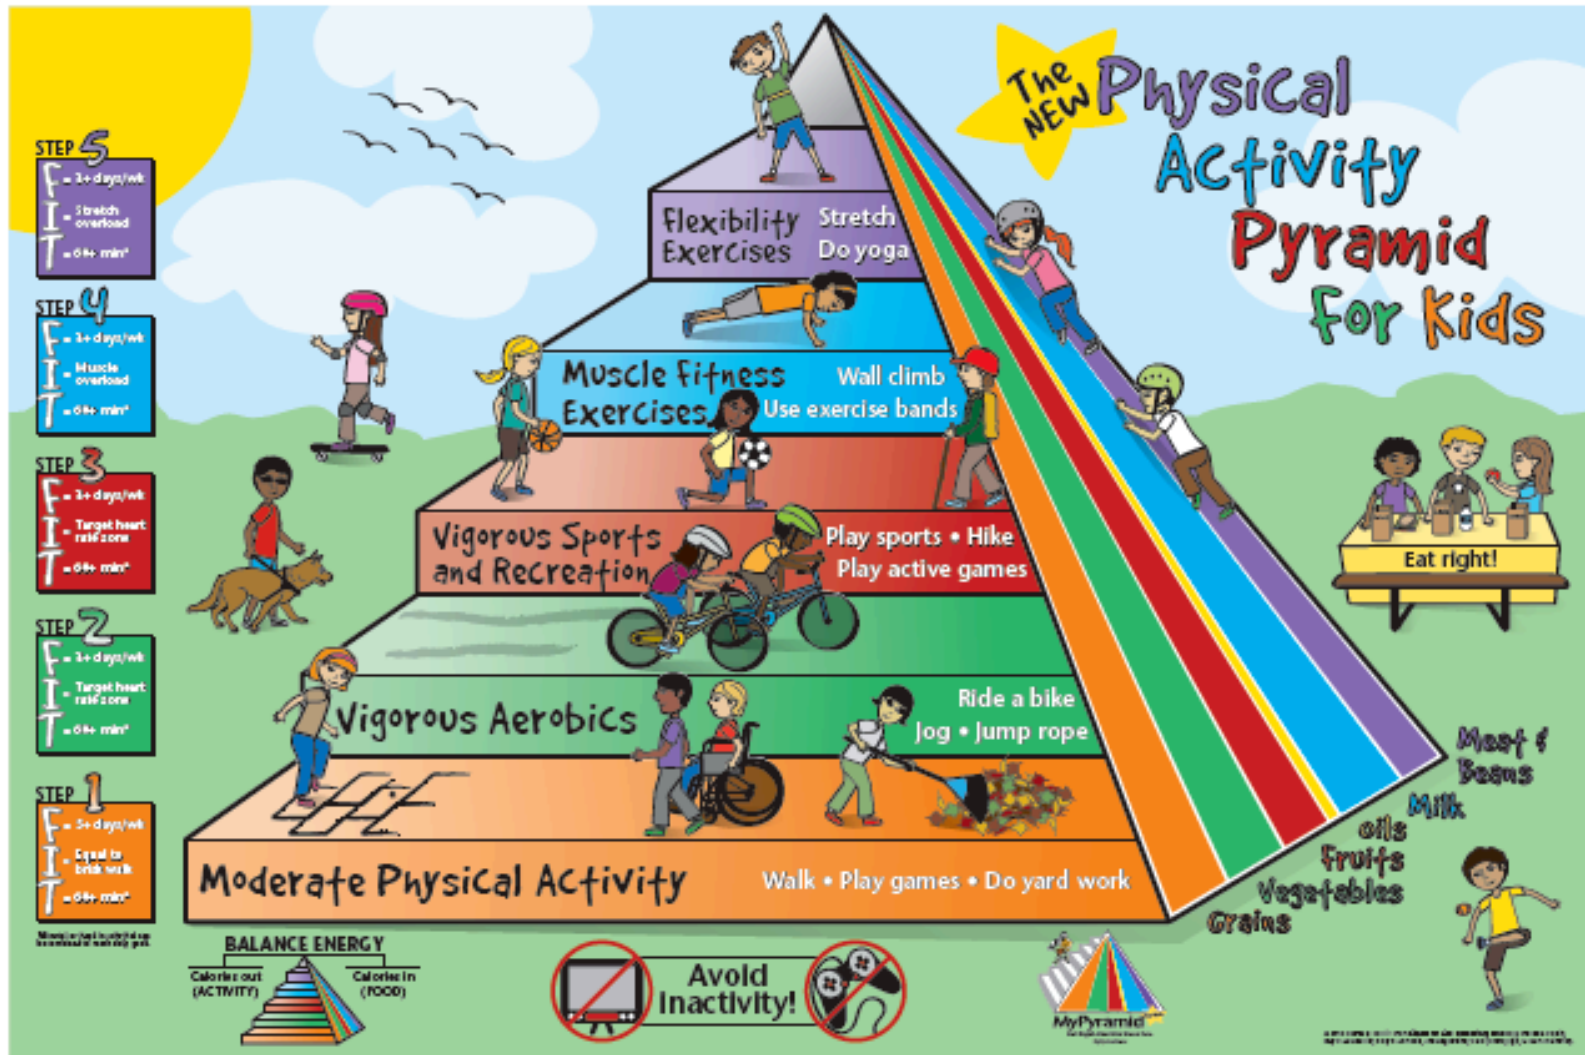 The
NEW
Physical
Activity
Pyramid
For Kids
STEP 5
F = 3+ days/wk
I = Stretch
overload
T = 60+ min*
STEP 4
F = 3+ days/wk
I = Muscle
overload
T = 60+ min*
STEP 3
F = 3+ days/wk
I = Target heart
rate zone
T = 60+ min*
STEP 2
F = 3+ days/wk
I = Target heart
rate zone
T = 60+ min*
STEP 1
F = 5+ days/wk
I = Equal to
brisk walk
T = 60+ min*
Flexibility
Exercises
Stretch
Do yoga
Muscle Fitness
Exercises
Wall climb
Use exercise bands
Vigorous Sports
and Recreation
Play sports • Hike
Play active games
Vigorous Aerobics
Ride a bike
Jog • Jump rope
Moderate Physical Activity
Walk • Play games • Do yard work
Eat right!
Meat &
Beans
Milk
oils
Fruits
Vegetables
Grains
BALANCE ENERGY
Calories out
(ACTIVITY)
Calories in
(FOOD)
Avoid
Inactivity!
MyPyramid